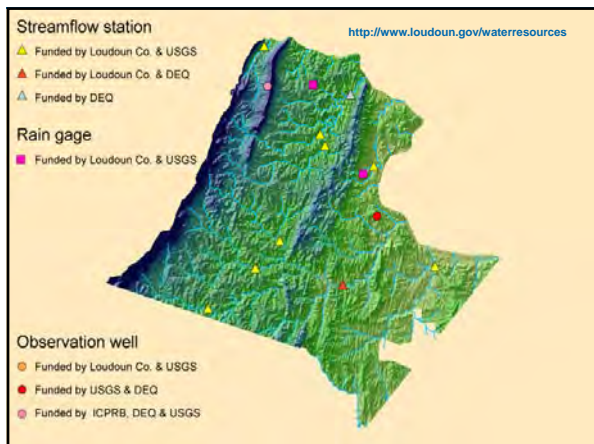 Streamflow station
http://www.loudoun.gov/waterresources
Funded by Loudoun Co. & USGS
Funded by Loudoun Co. & DEQ
Funded by DEQ
Rain gage
Funded by Loudoun Co. & USGS
Observation well
Funded by Loudoun Co. & USGS
Funded by USGS & DEQ
Funded by ICPRB, DEQ & USGS